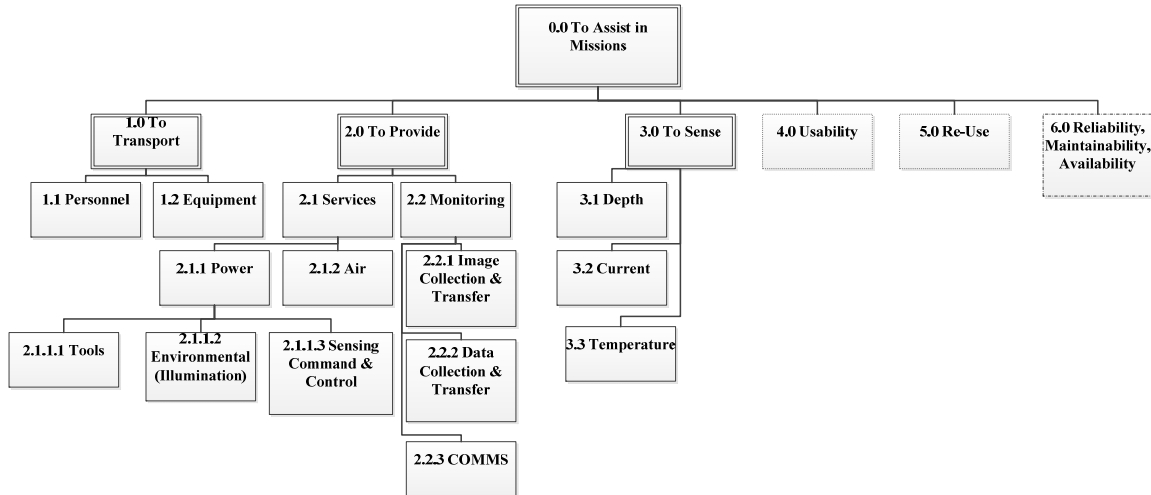 0.0 To Assist in
Missions
1.0 To
Transport
2.0 To Provide
3.0 To Sense
4.0 Usability
5.0 Re-Use
6.0 Reliability,
Maintainability,
Availability
1.1 Personnel
1.2 Equipment
2.1 Services
2.2 Monitoring
3.1 Depth
2.1.1 Power
2.1.2 Air
2.2.1 Image
Collection &
Transfer
3.2 Current
2.1.1.1 Tools
2.1.1.2
Environmental
(Illumination)
2.1.1.3 Sensing
Command &
Control
2.2.2 Data
Collection &
Transfer
3.3 Temperature
2.2.3 COMMS